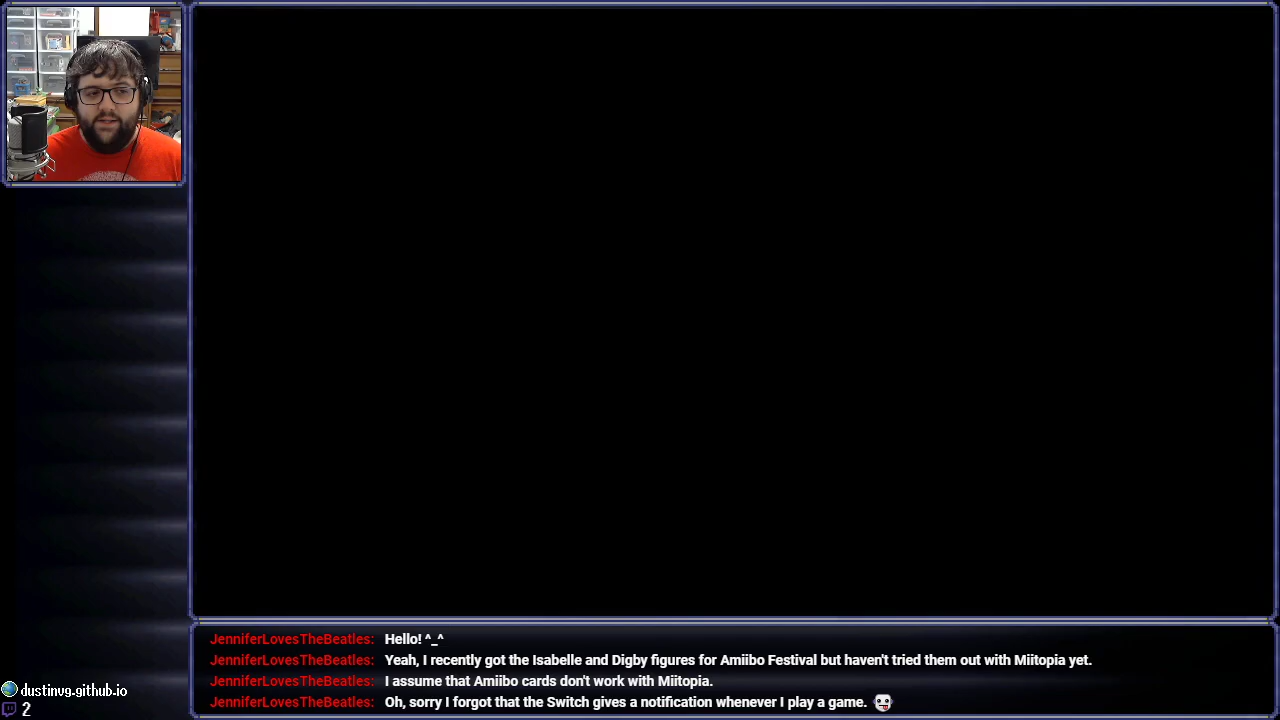 JenniferLovesTheBeatles: Hello! ^_^
JenniferLovesTheBeatles: Yeah, I recently got the Isabelle and Digby figures for Amiibo Festival but haven't tried them out with Miitopia yet.
JenniferLovesTheBeatles: I assume that Amiibo cards don't work with Miitopia.
JenniferLovesTheBeatles: Oh, sorry I forgot that the Switch gives a notification whenever I play a game.
dustinvg.github.io
2